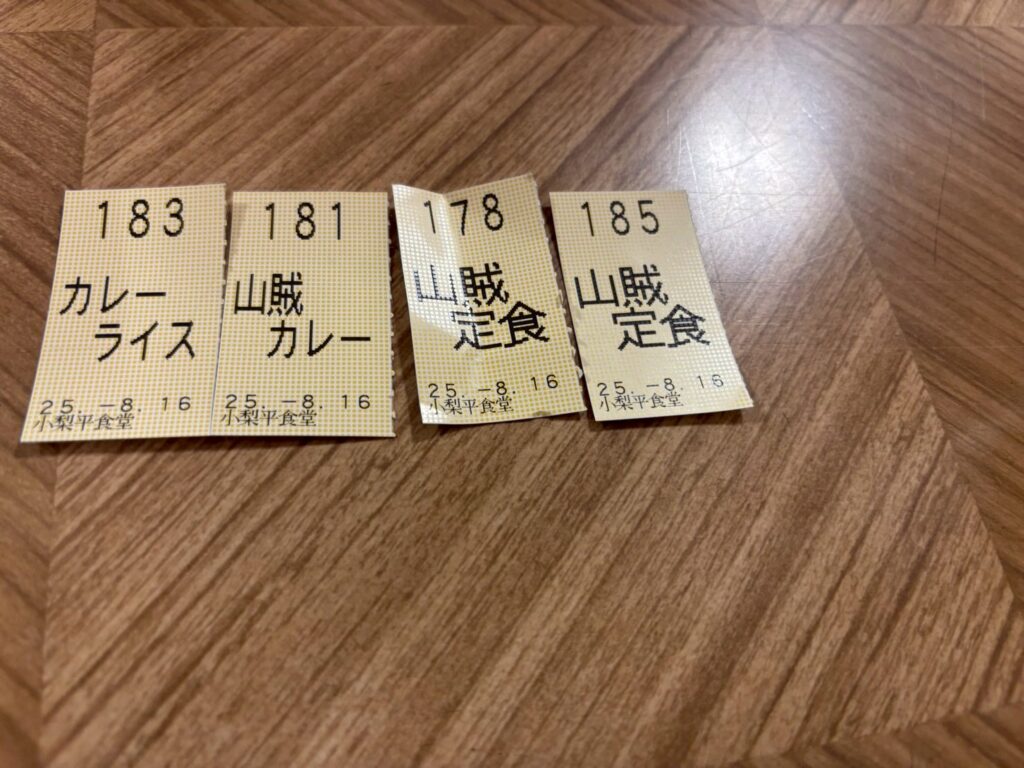 183
カレー
ライス
25.-8.16
小梨平食堂
181
山賊
カレー
25.-8.16
小梨平食堂
178
山賊
定食
25.-8.16
小梨平食堂
185
山賊
定食
25.-8.16
小梨平食堂